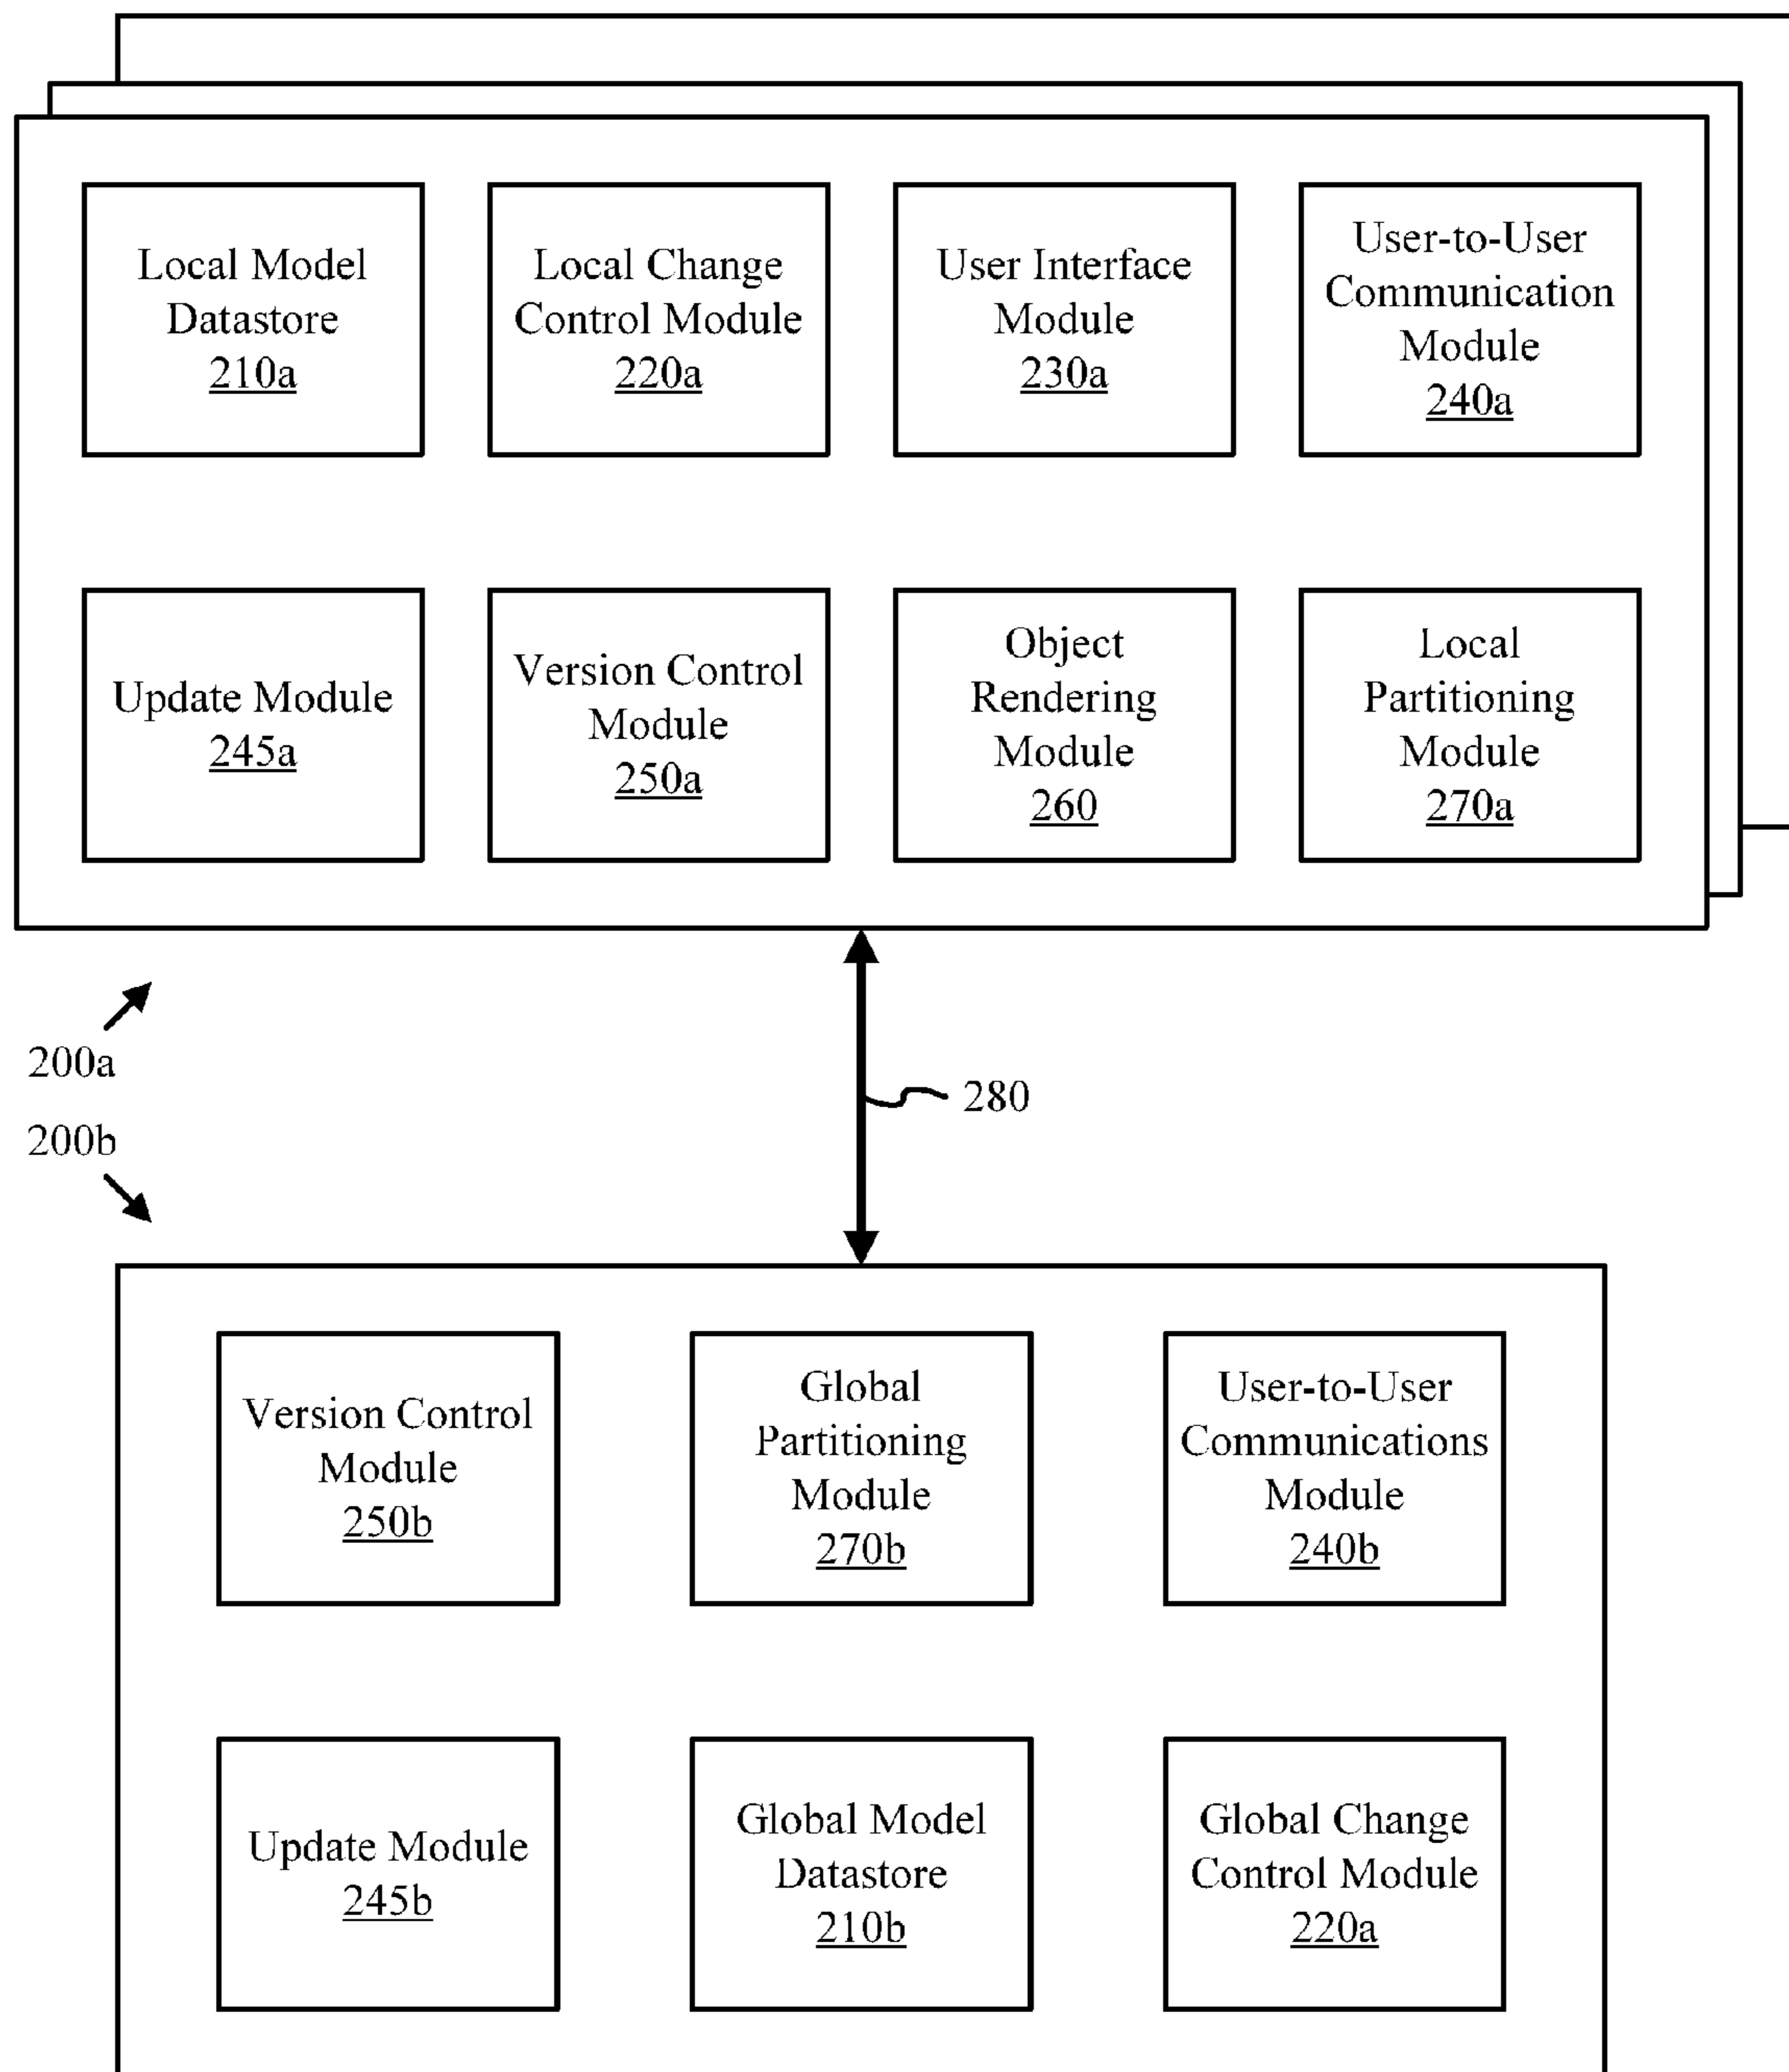 Local Model
Datastore
210a
Local Change
Control Module
220a
User Interface
Module
230a
User-to-User
Communication
Module
240a
Update Module
245a
Version Control
Module
250a
Object
Rendering
Module
260
Local
Partitioning
Module
270a
200a
280
200b
Version Control
Module
250b
Global
Partitioning
Module
270b
User-to-User
Communications
Module
240b
Update Module
245b
Global Model
Datastore
210b
Global Change
Control Module
220a